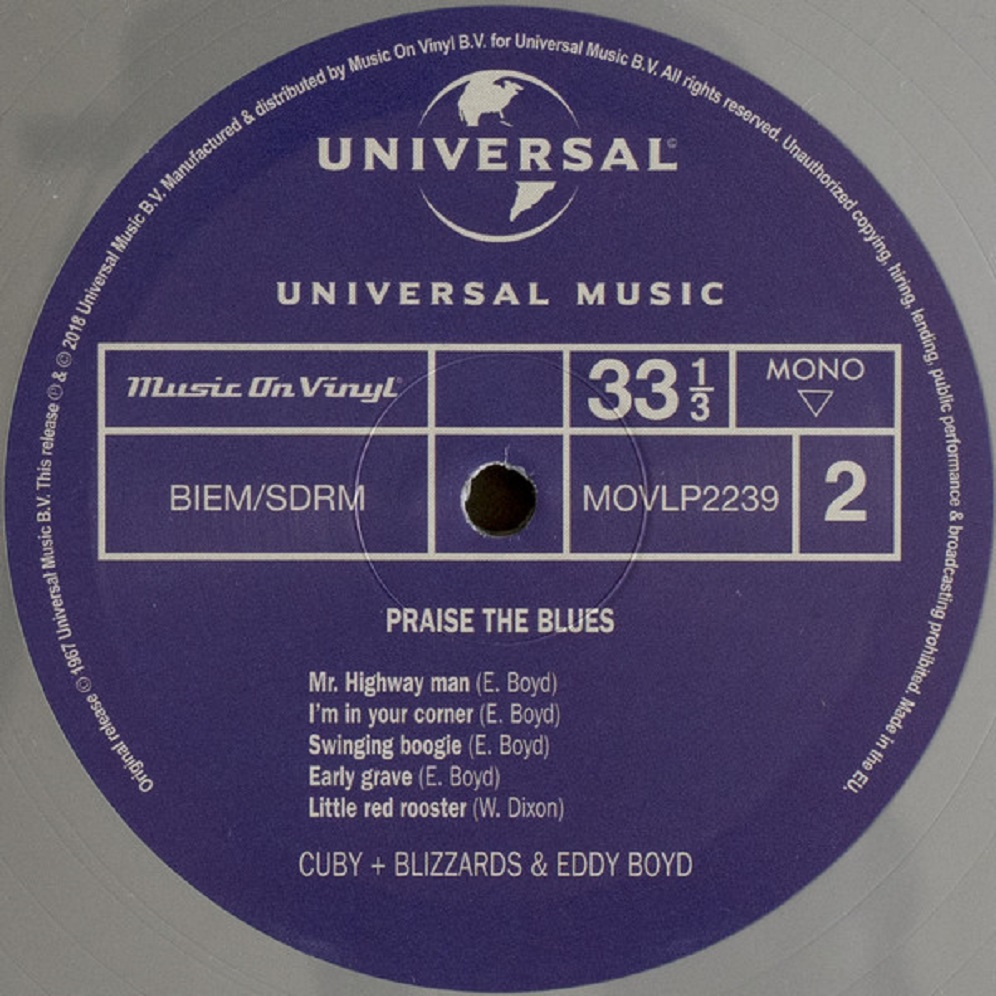 Original release © 1967 Universal Music B.V. This release ℗ & © 2018 Universal Music B.V. Manufactured & distributed by Music On Vinyl B.V. for Universal Music B.V. All rights reserved. Unauthorized copying, hiring, lending, public performance & broadcasting prohibited. Made in the EU.
UNIVERSAL©
UNIVERSAL MUSIC
Music On Vinyl®
33 1/3
MONO
BIEM/SDRM
MOVLP2239
2
PRAISE THE BLUES
Mr. Highway man (E. Boyd)
I'm in your corner (E. Boyd)
Swinging boogie (E. Boyd)
Early grave (E. Boyd)
Little red rooster (W. Dixon)
CUBY + BLIZZARDS & EDDY BOYD